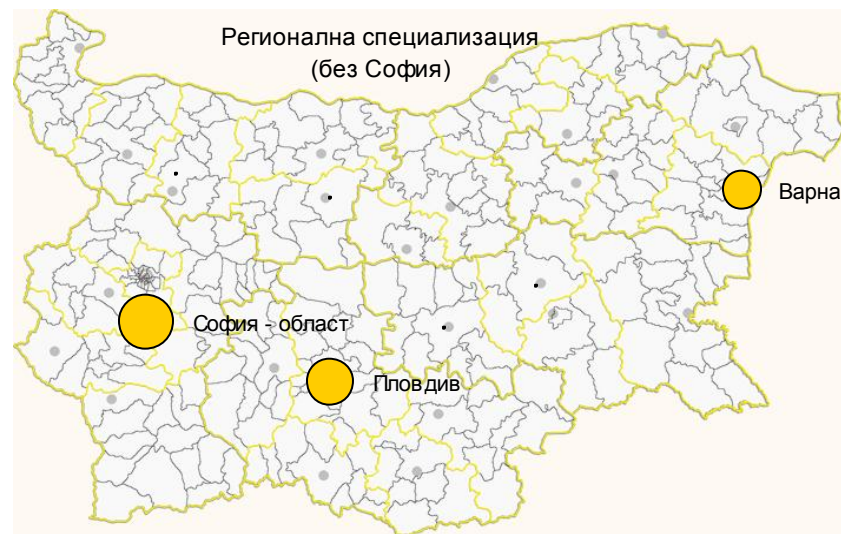 Регионална специализация
(без София)
Варна
София - област
Пловдив